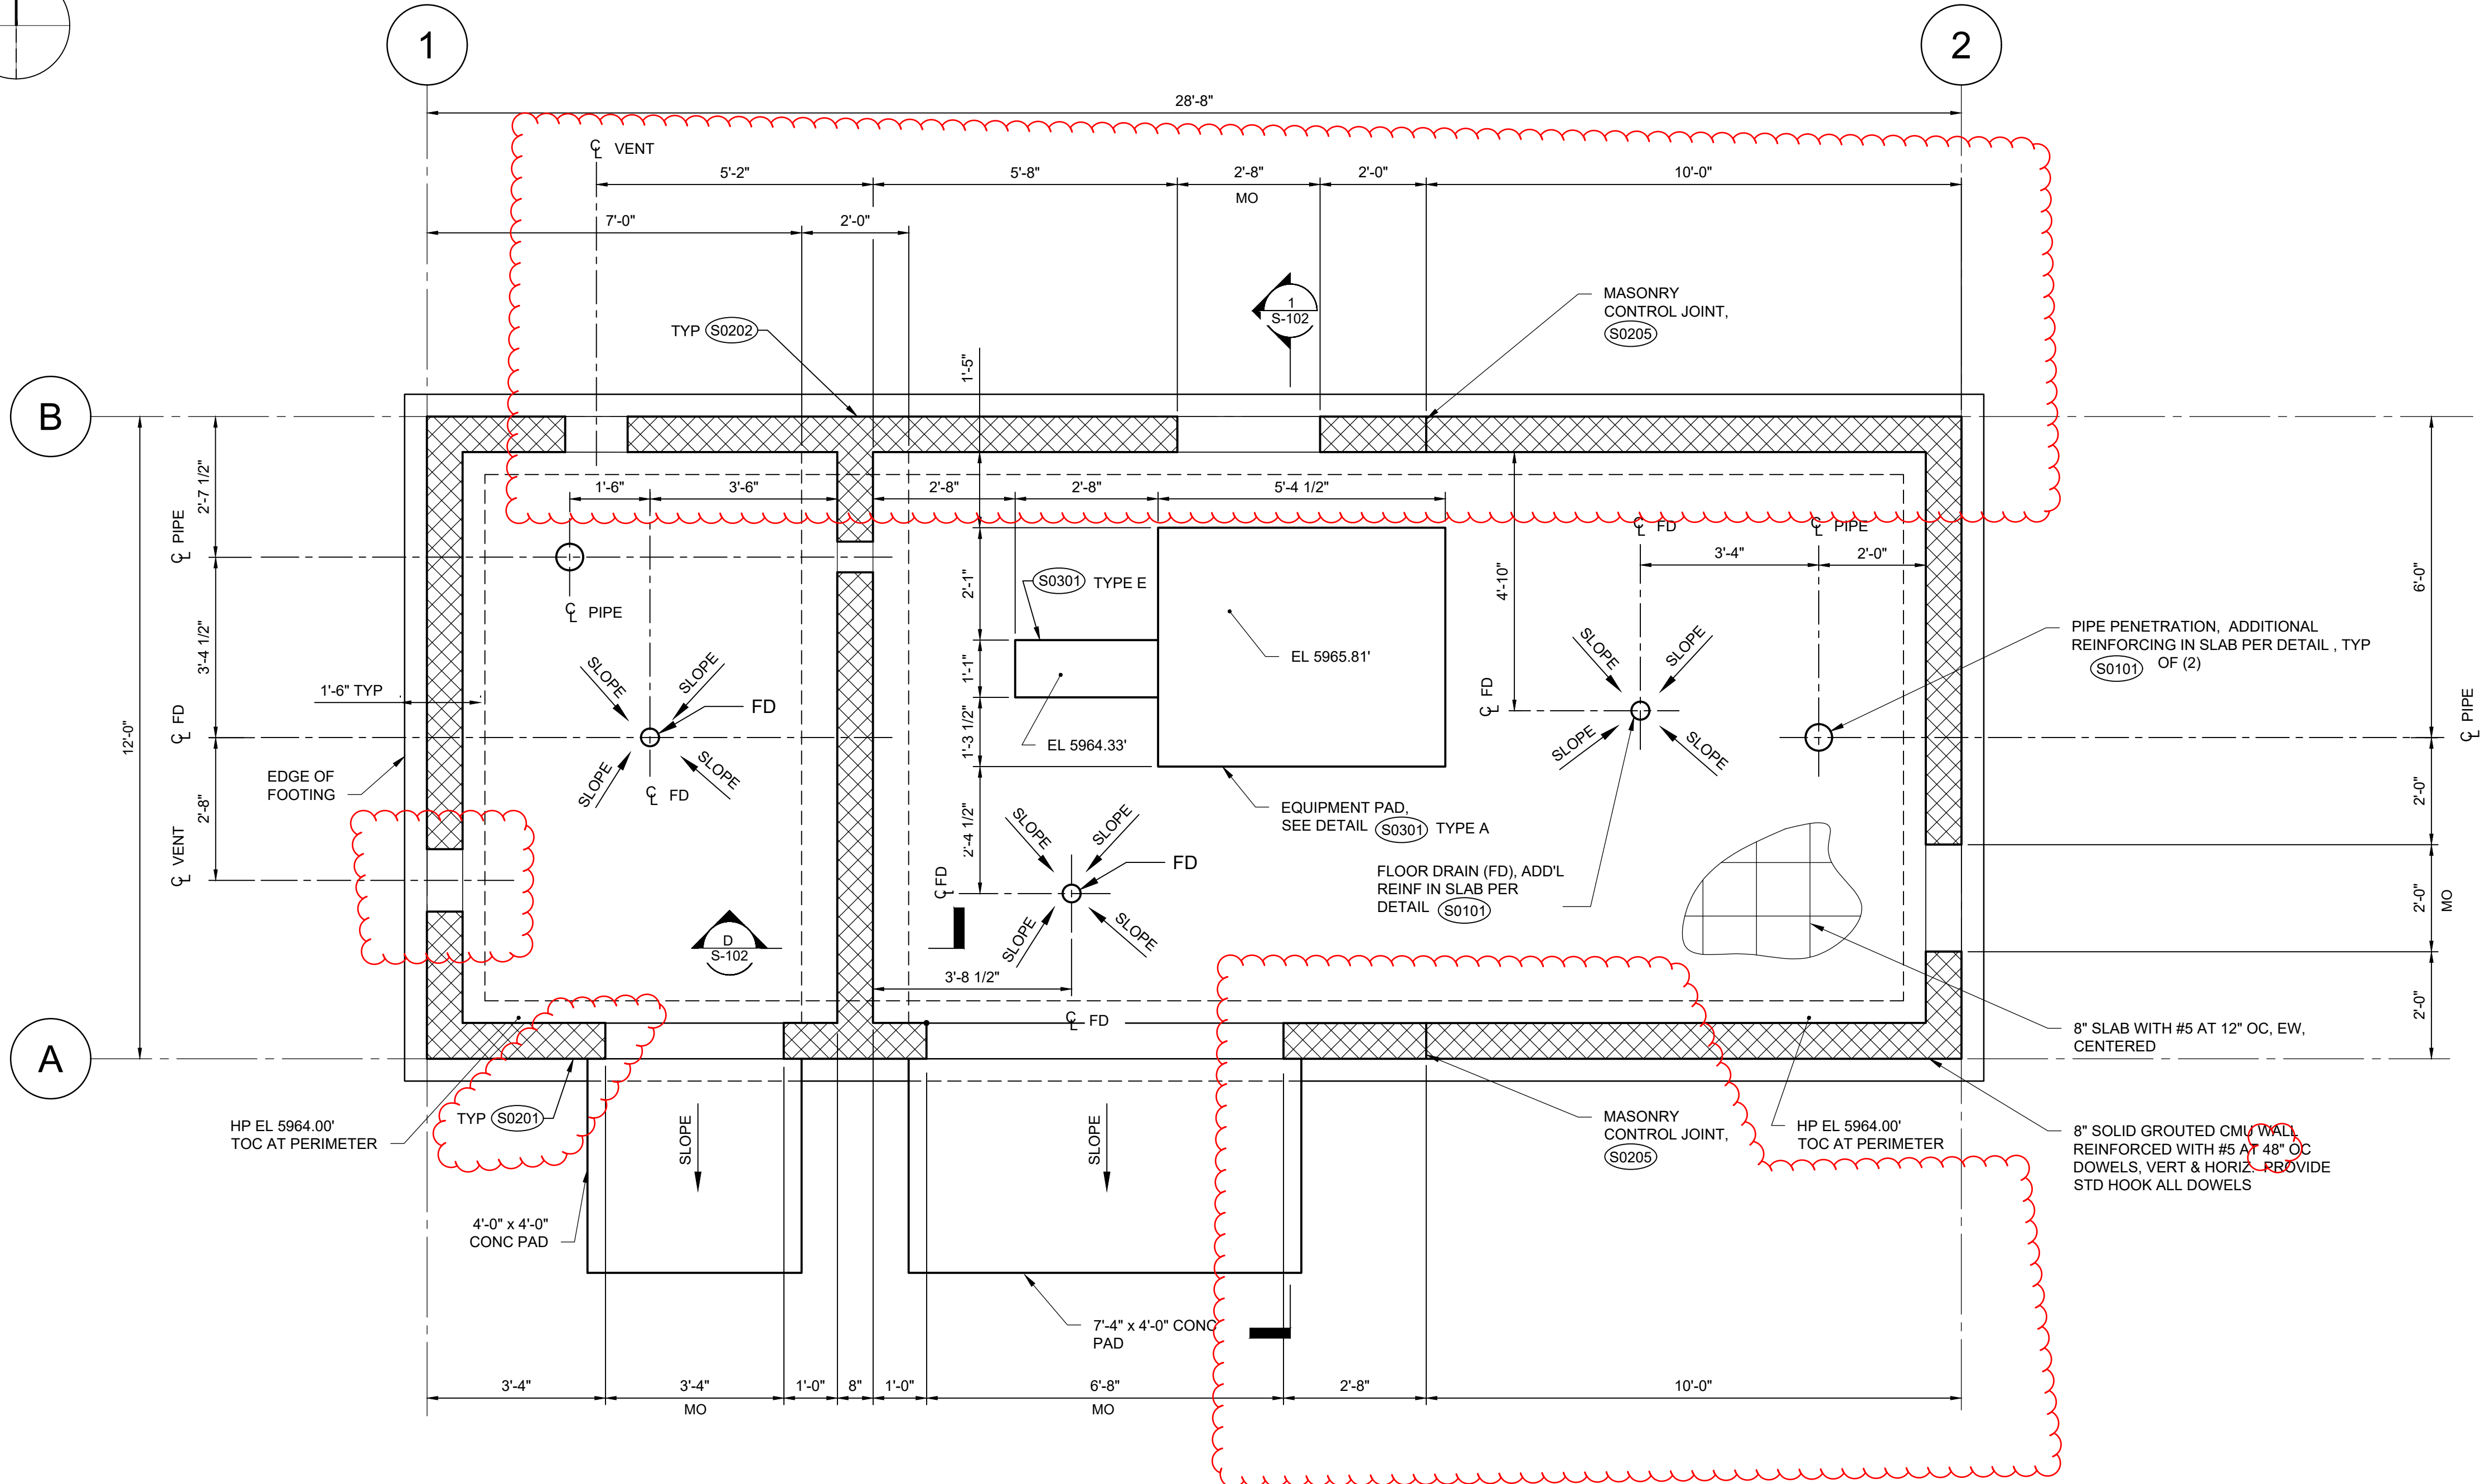 1
2
28'-8"
℄ VENT
5'-2"
5'-8"
2'-8"
MO
2'-0"
10'-0"
7'-0"
2'-0"
1
S-102
MASONRY
CONTROL JOINT,
S0205
TYP S0202
1'-5"
B
2'-7 1/2"
1'-6"
3'-6"
2'-8"
2'-8"
5'-4 1/2"
℄ PIPE
℄ FD
℄ PIPE
3'-4"
2'-0"
4'-10"
6'-0"
2'-1"
S0301 TYPE E
℄ PIPE
3'-4 1/2"
SLOPE
SLOPE
SLOPE
SLOPE
PIPE PENETRATION, ADDITIONAL
REINFORCING IN SLAB PER DETAIL , TYP
S0101 OF (2)
EL 5965.81'
1'-1"
1'-6" TYP
℄ FD
FD
℄ FD
℄ PIPE
12'-0"
1'-3 1/2"
EL 5964.33'
SLOPE
SLOPE
SLOPE
SLOPE
EDGE OF
FOOTING
2'-8"
℄ FD
2'-0"
EQUIPMENT PAD,
SEE DETAIL S0301 TYPE A
2'-4 1/2"
SLOPE
SLOPE
℄ VENT
FD
℄ FD
FLOOR DRAIN (FD), ADD'L
REINF IN SLAB PER
DETAIL S0101
2'-0"
MO
D
S-102
SLOPE
SLOPE
3'-8 1/2"
2'-0"
℄ FD
8" SLAB WITH #5 AT 12" OC, EW,
CENTERED
A
TYP S0201
HP EL 5964.00'
TOC AT PERIMETER
SLOPE
SLOPE
MASONRY
CONTROL JOINT,
S0205
HP EL 5964.00'
TOC AT PERIMETER
8" SOLID GROUTED CMU WALL
REINFORCED WITH #5 AT 48" OC
DOWELS, VERT & HORIZ. PROVIDE
STD HOOK ALL DOWELS
4'-0" x 4'-0"
CONC PAD
7'-4" x 4'-0" CONC
PAD
3'-4"
3'-4"
MO
1'-0"
8"
1'-0"
6'-8"
MO
2'-8"
10'-0"